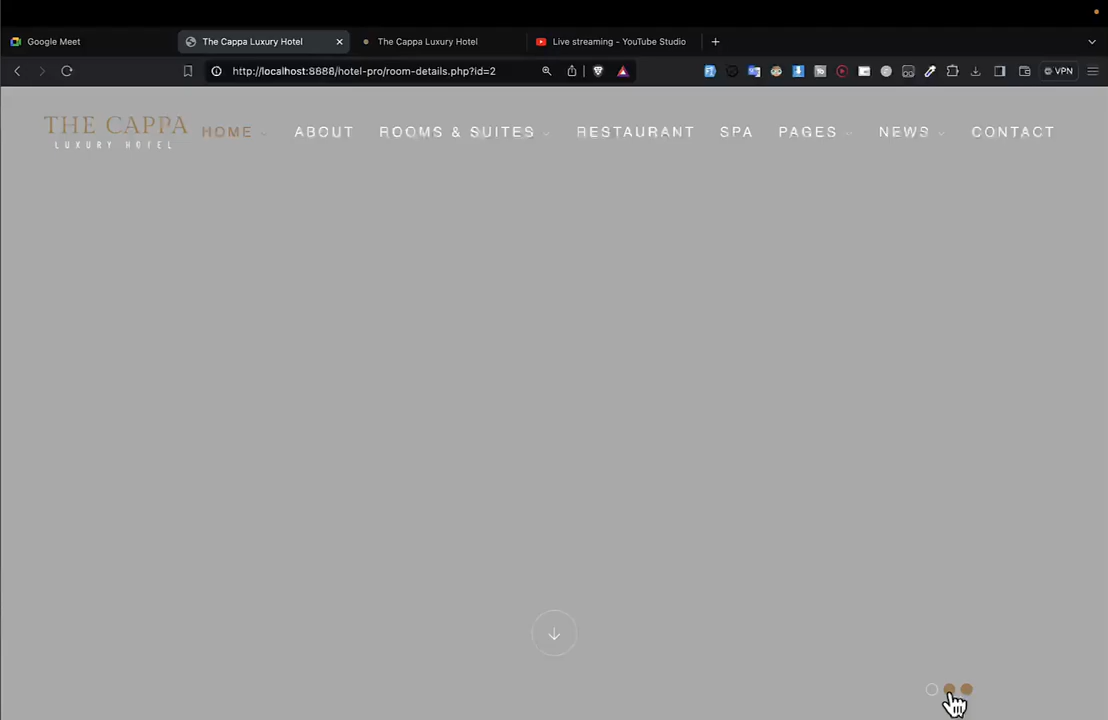 Google Meet
The Cappa Luxury Hotel
The Cappa Luxury Hotel
Live streaming - YouTube Studio
http://localhost:8888/hotel-pro/room-details.php?id=2
VPN
THE CAPPA
LUXURY HOTEL
HOME
ABOUT
ROOMS & SUITES
RESTAURANT
SPA
PAGES
NEWS
CONTACT